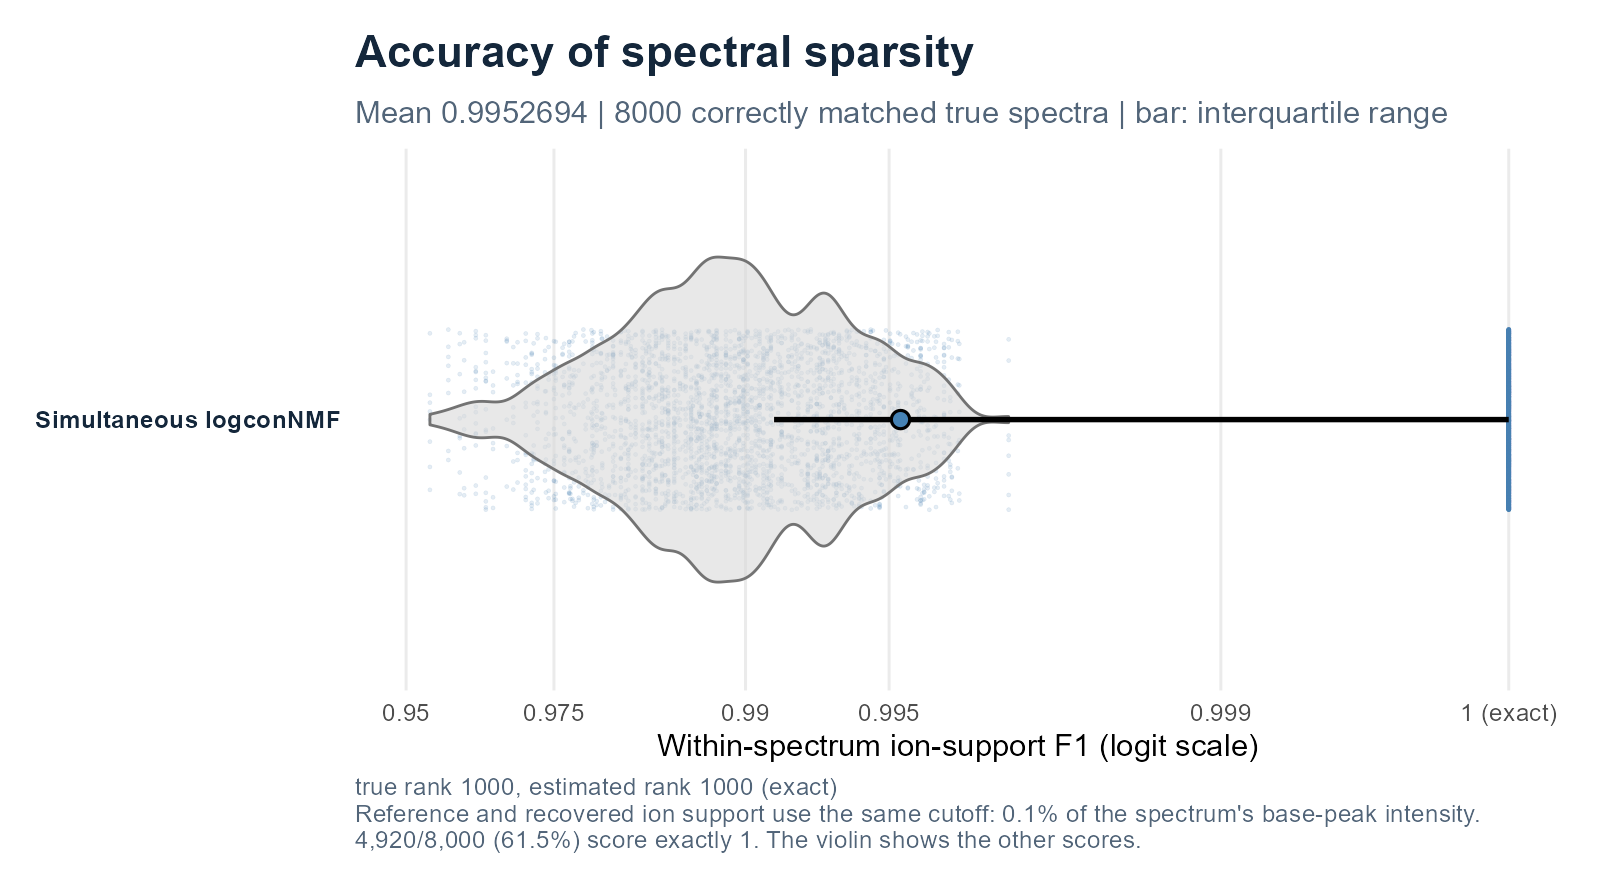 Accuracy of spectral sparsity
Mean 0.9952694 | 8000 correctly matched true spectra | bar: interquartile range
Simultaneous logconNMF
0.95 0.975 0.99 0.995 0.999 1 (exact)
Within-spectrum ion-support F1 (logit scale)
true rank 1000, estimated rank 1000 (exact)
Reference and recovered ion support use the same cutoff: 0.1% of the spectrum's base-peak intensity.
4,920/8,000 (61.5%) score exactly 1. The violin shows the other scores.